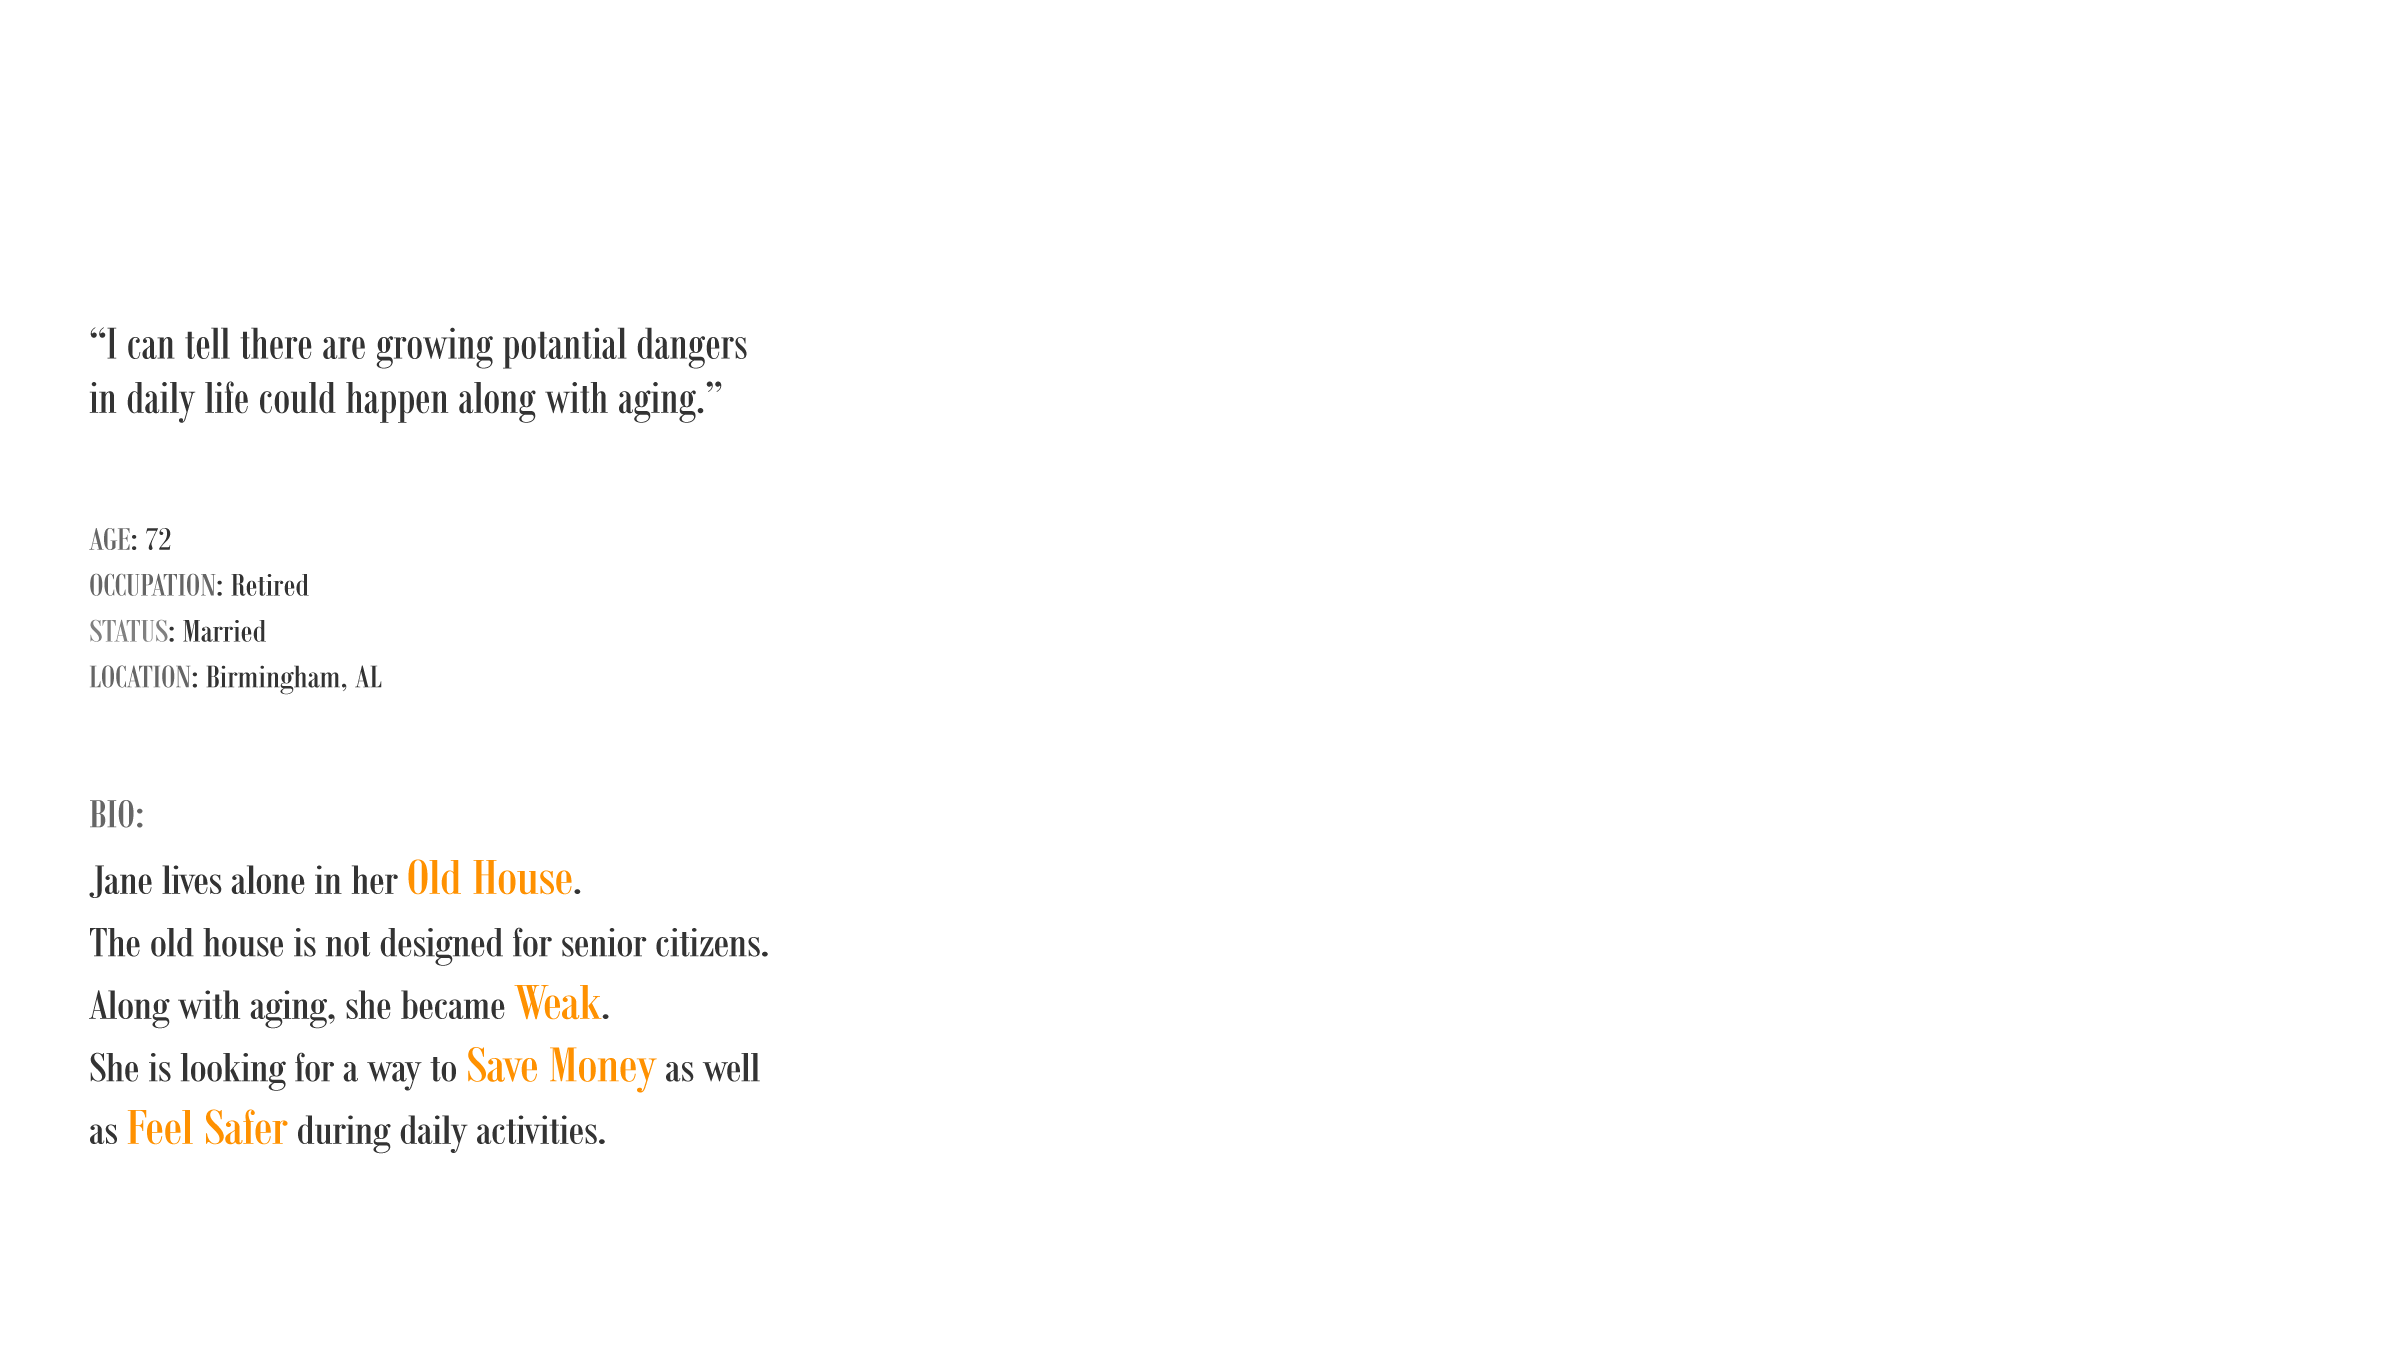 “I can tell there are growing potantial dangers
in daily life could happen along with aging.”
AGE: 72
OCCUPATION: Retired
STATUS: Married
LOCATION: Birmingham, AL
BIO:
Jane lives alone in her Old House.
The old house is not designed for senior citizens.
Along with aging, she became Weak.
She is looking for a way to Save Money as well
as Feel Safer during daily activities.